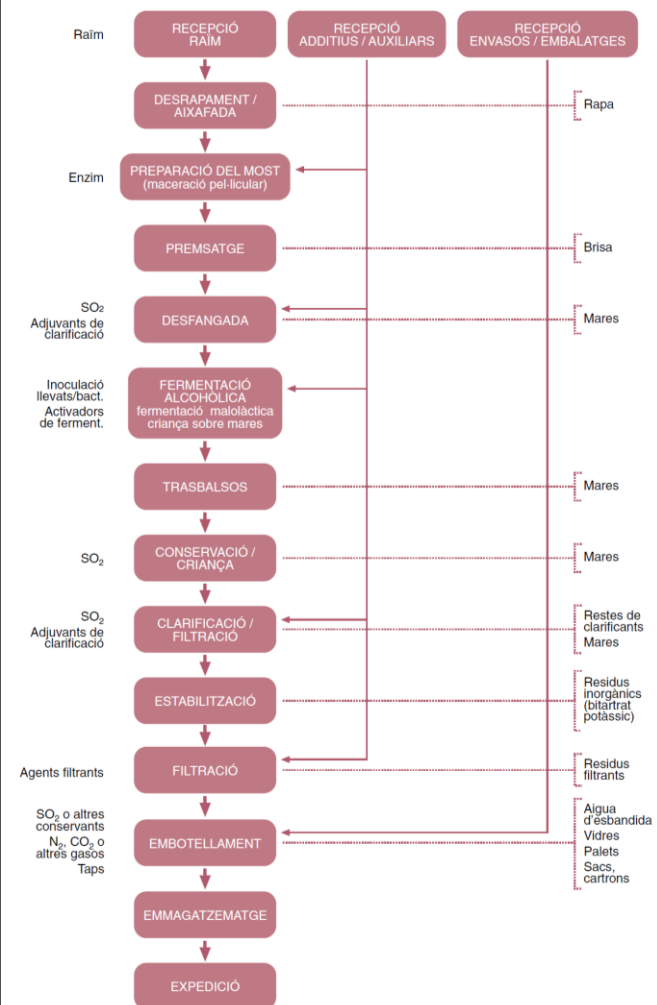 Raïm
RECEPCIÓ
RAÏM
RECEPCIÓ
ADDITIUS / AUXILIARS
RECEPCIÓ
ENVASOS / EMBALATGES
DESRAPAMENT /
AIXAFADA
Rapa
Enzim
PREPARACIÓ DEL MOST
(maceració pel·licular)
PREMSATGE
Brisa
SO₂
Adjuvants de
clarificació
DESFANGADA
Mares
Inoculació
llevats/bact.
Activadors
de ferment.
FERMENTACIÓ
ALCOHÒLICA
fermentació malolàctica
criança sobre mares
TRASBALSOS
Mares
SO₂
CONSERVACIÓ /
CRIANÇA
Mares
SO₂
Adjuvants de
clarificació
CLARIFICACIÓ /
FILTRACIÓ
Restes de
clarificants
Mares
ESTABILITZACIÓ
Residus
inorgànics
(bitartrat
potàssic)
Agents filtrants
FILTRACIÓ
Residus
filtrants
SO₂ o altres
conservants
N₂, CO₂ o
altres gasos
Taps
EMBOTELLAMENT
Aigua
d'esbandida
Vidres
Palets
Sacs,
cartrons
EMMAGATZEMATGE
EXPEDICIÓ